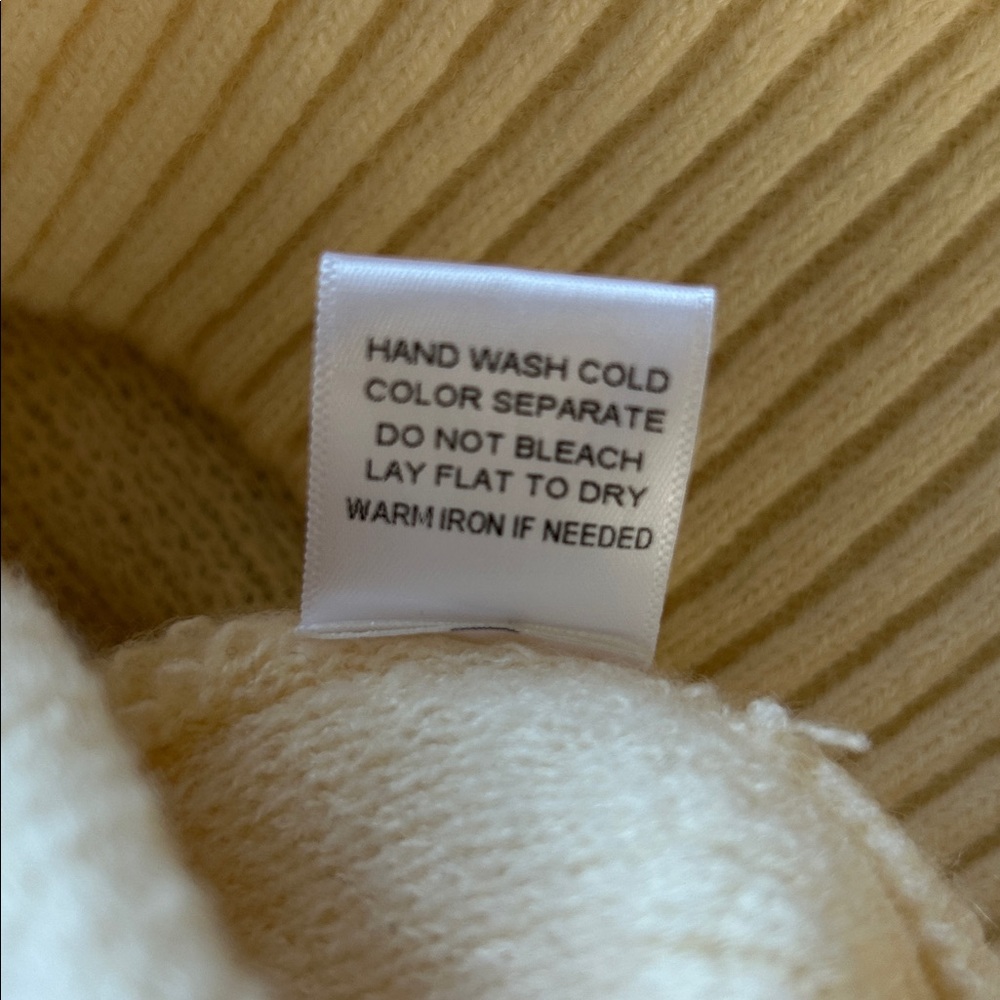 HAND WASH COLD
COLOR SEPARATE
DO NOT BLEACH
LAY FLAT TO DRY
WARM IRON IF NEEDED